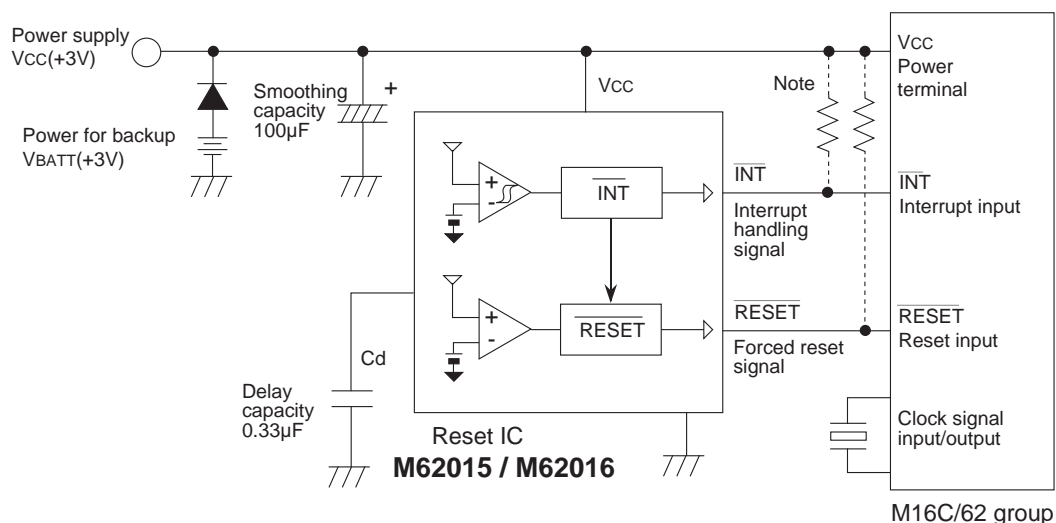 Power supply
VCC(+3V)
Power for backup
VBATT(+3V)
Smoothing
capacity
100µF
+
VCC
Note
VCC
Power
terminal
+
-
INT
INT
Interrupt
handling
signal
INT
Interrupt input
+
-
RESET
RESET
Forced reset
signal
RESET
Reset input
Cd
Delay
capacity
0.33µF
Clock signal
input/output
Reset IC
M62015 / M62016
M16C/62 group